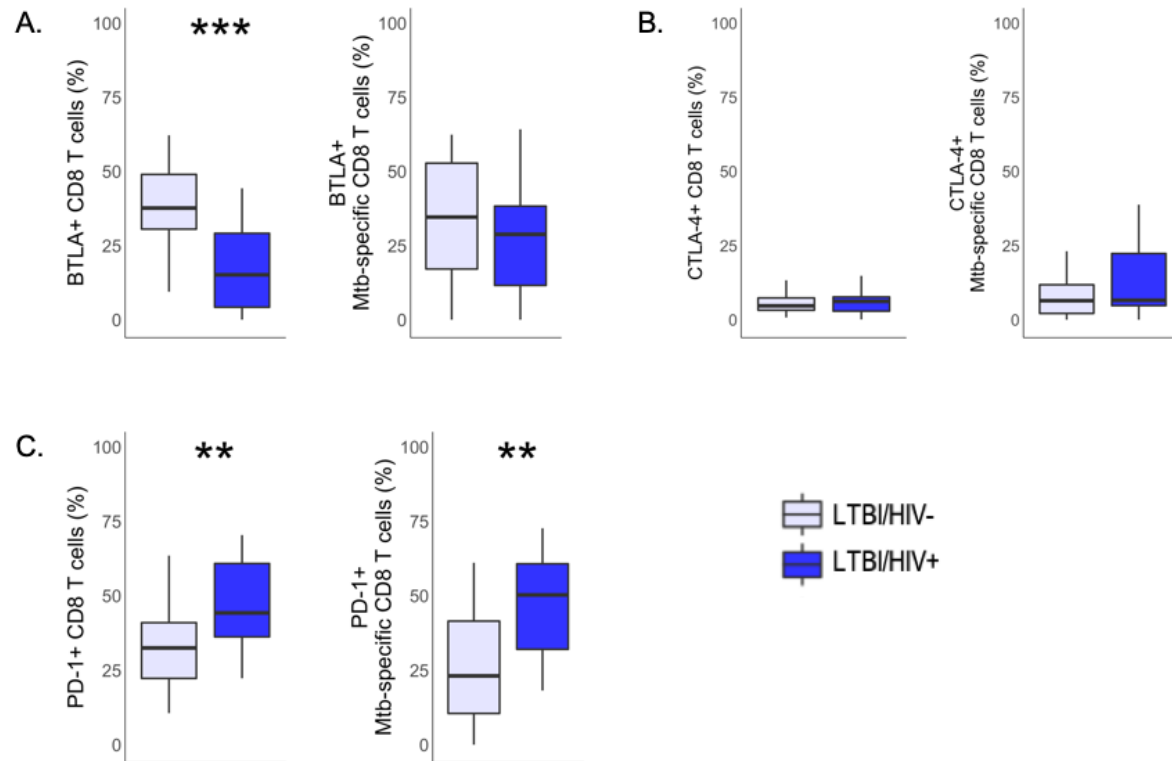 A.
***
100
75
50
25
0
BTLA+ CD8 T cells (%)
100
75
50
25
0
BTLA+
Mtb-specific CD8 T cells (%)
B.
100
75
50
25
0
CTLA-4+ CD8 T cells (%)
100
75
50
25
0
CTLA-4+
Mtb-specific CD8 T cells (%)
C.
**
100
75
50
25
0
PD-1+ CD8 T cells (%)
**
100
75
50
25
0
PD-1+
Mtb-specific CD8 T cells (%)
LTBI/HIV-
LTBI/HIV+